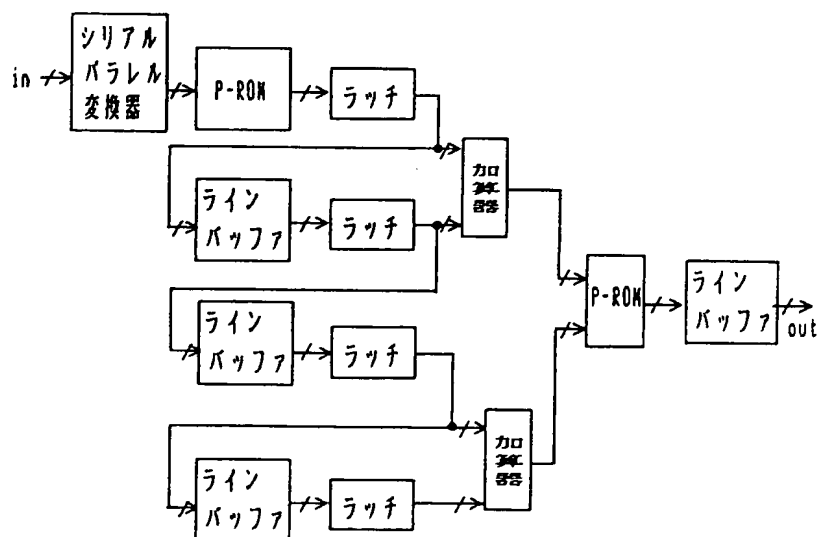 シリアル
パラレル
変換器
in
P-ROM
ラッチ
加算器
ライン
バッファ
ラッチ
P-ROM
ライン
バッファ
out
ライン
バッファ
ラッチ
加算器
ライン
バッファ
ラッチ